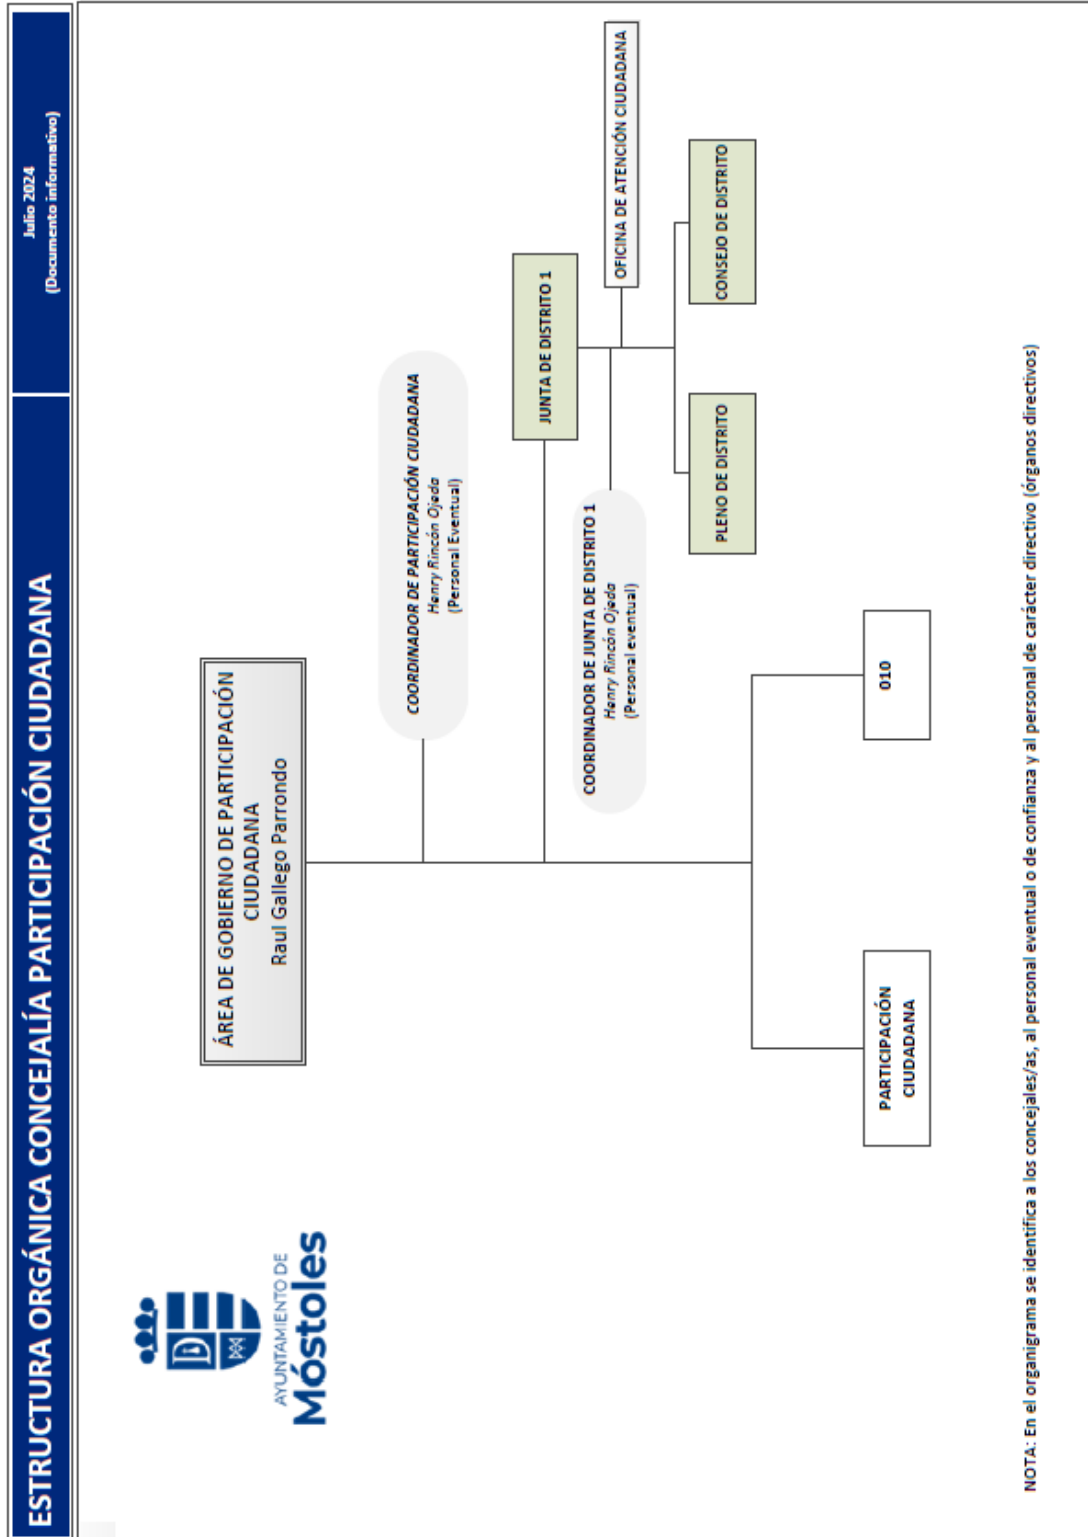 ESTRUCTURA ORGÁNICA CONCEJALÍA PARTICIPACIÓN CIUDADANA
Julio 2024
(Documento informativo)
AYUNTAMIENTO DE
Móstoles
ÁREA DE GOBIERNO DE PARTICIPACIÓN
CIUDADANA
Raul Gallego Parrondo
COORDINADOR DE PARTICIPACIÓN CIUDADANA
Henry Rincón Ojeda
(Personal Eventual)
JUNTA DE DISTRITO 1
COORDINADOR DE JUNTA DE DISTRITO 1
Henry Rincón Ojeda
(Personal eventual)
OFICINA DE ATENCIÓN CIUDADANA
PLENO DE DISTRITO
CONSEJO DE DISTRITO
PARTICIPACIÓN
CIUDADANA
010
NOTA: En el organigrama se identifica a los concejales/as, al personal eventual o de confianza y al personal de carácter directivo (órganos directivos)